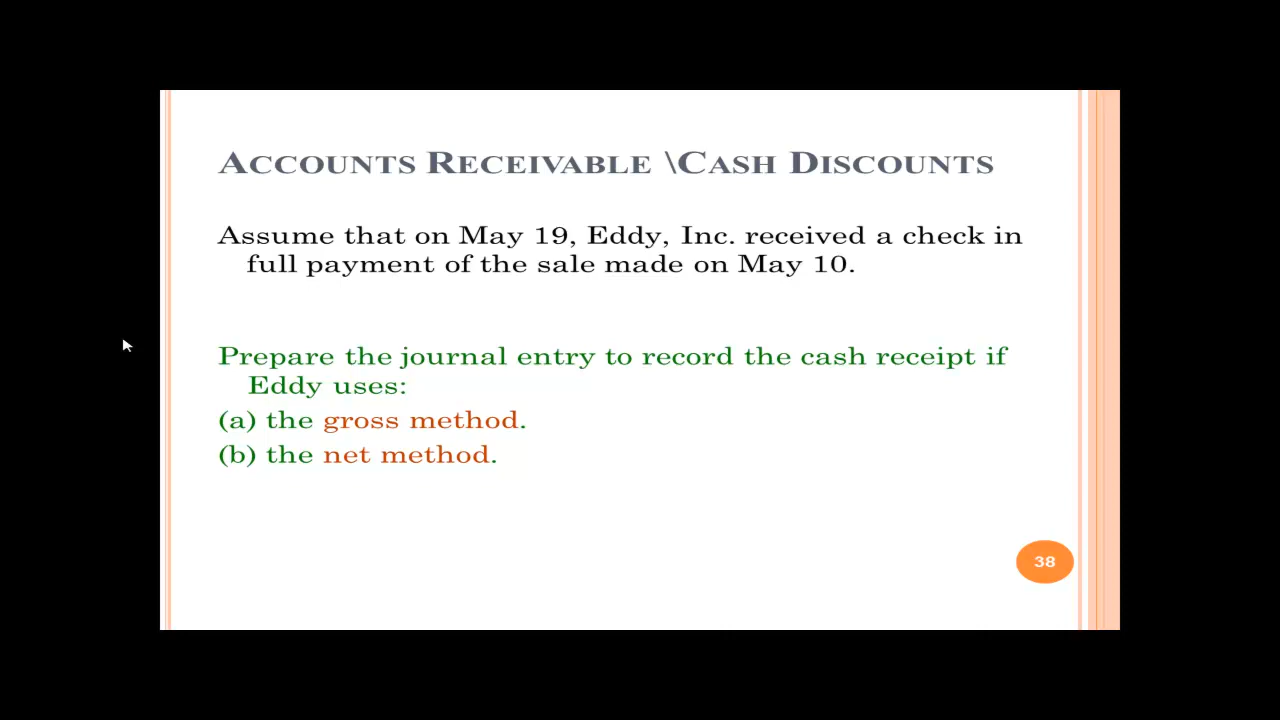 ACCOUNTS RECEIVABLE \CASH DISCOUNTS
Assume that on May 19, Eddy, Inc. received a check in
full payment of the sale made on May 10.
Prepare the journal entry to record the cash receipt if
Eddy uses:
(a) the gross method.
(b) the net method.
38